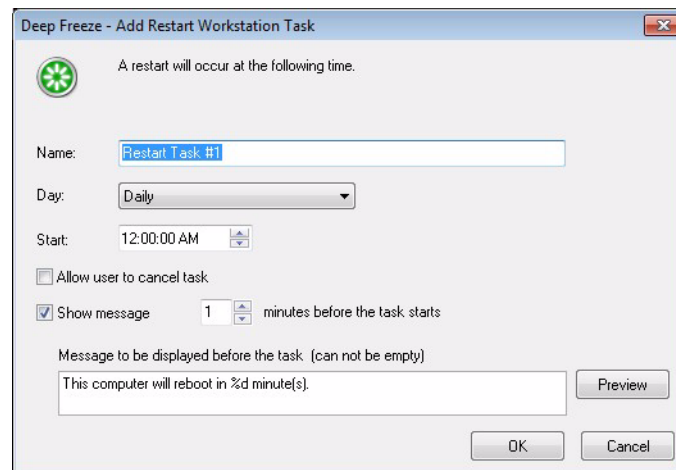 Deep Freeze - Add Restart Workstation Task
A restart will occur at the following time.
Name: Restart Task #1
Day: Daily
Start: 12:00:00 AM
Allow user to cancel task
Show message 1 minutes before the task starts
Message to be displayed before the task (can not be empty)
This computer will reboot in %d minute(s).
Preview
OK Cancel